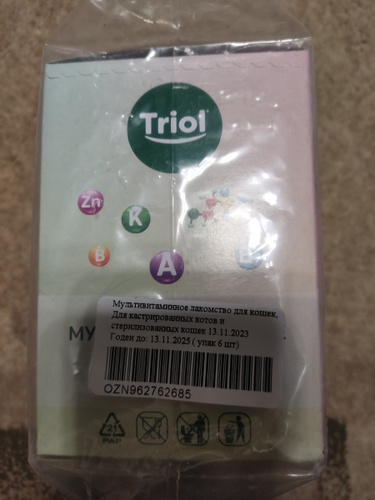 Triol
Zn
K
B
A
Мультивитаминное лакомство для кошек,
Для кастрированных котов и
стерилизованных кошек 13.11.2023
Годен до: 13.11.2025 ( упак 6 шт)
OZN962762685
21
PAP